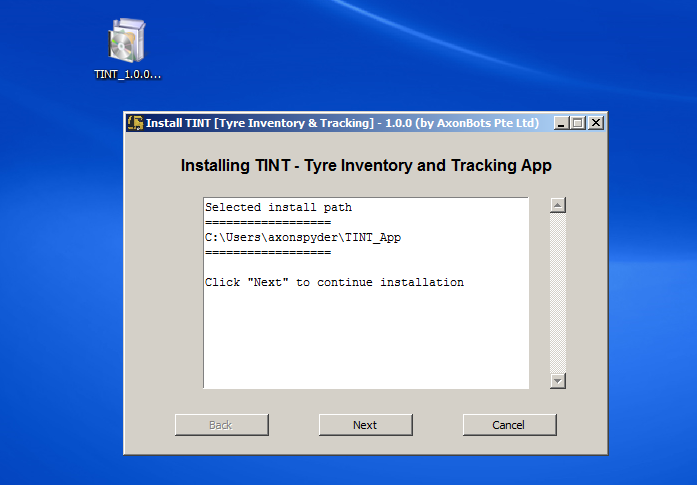 TINT_1.0.0...
Install TINT [Tyre Inventory & Tracking] - 1.0.0 (by AxonBots Pte Ltd)
Installing TINT - Tyre Inventory and Tracking App
Selected install path
==================
C:\Users\axonspyder\TINT_App
==================
Click "Next" to continue installation
Back
Next
Cancel